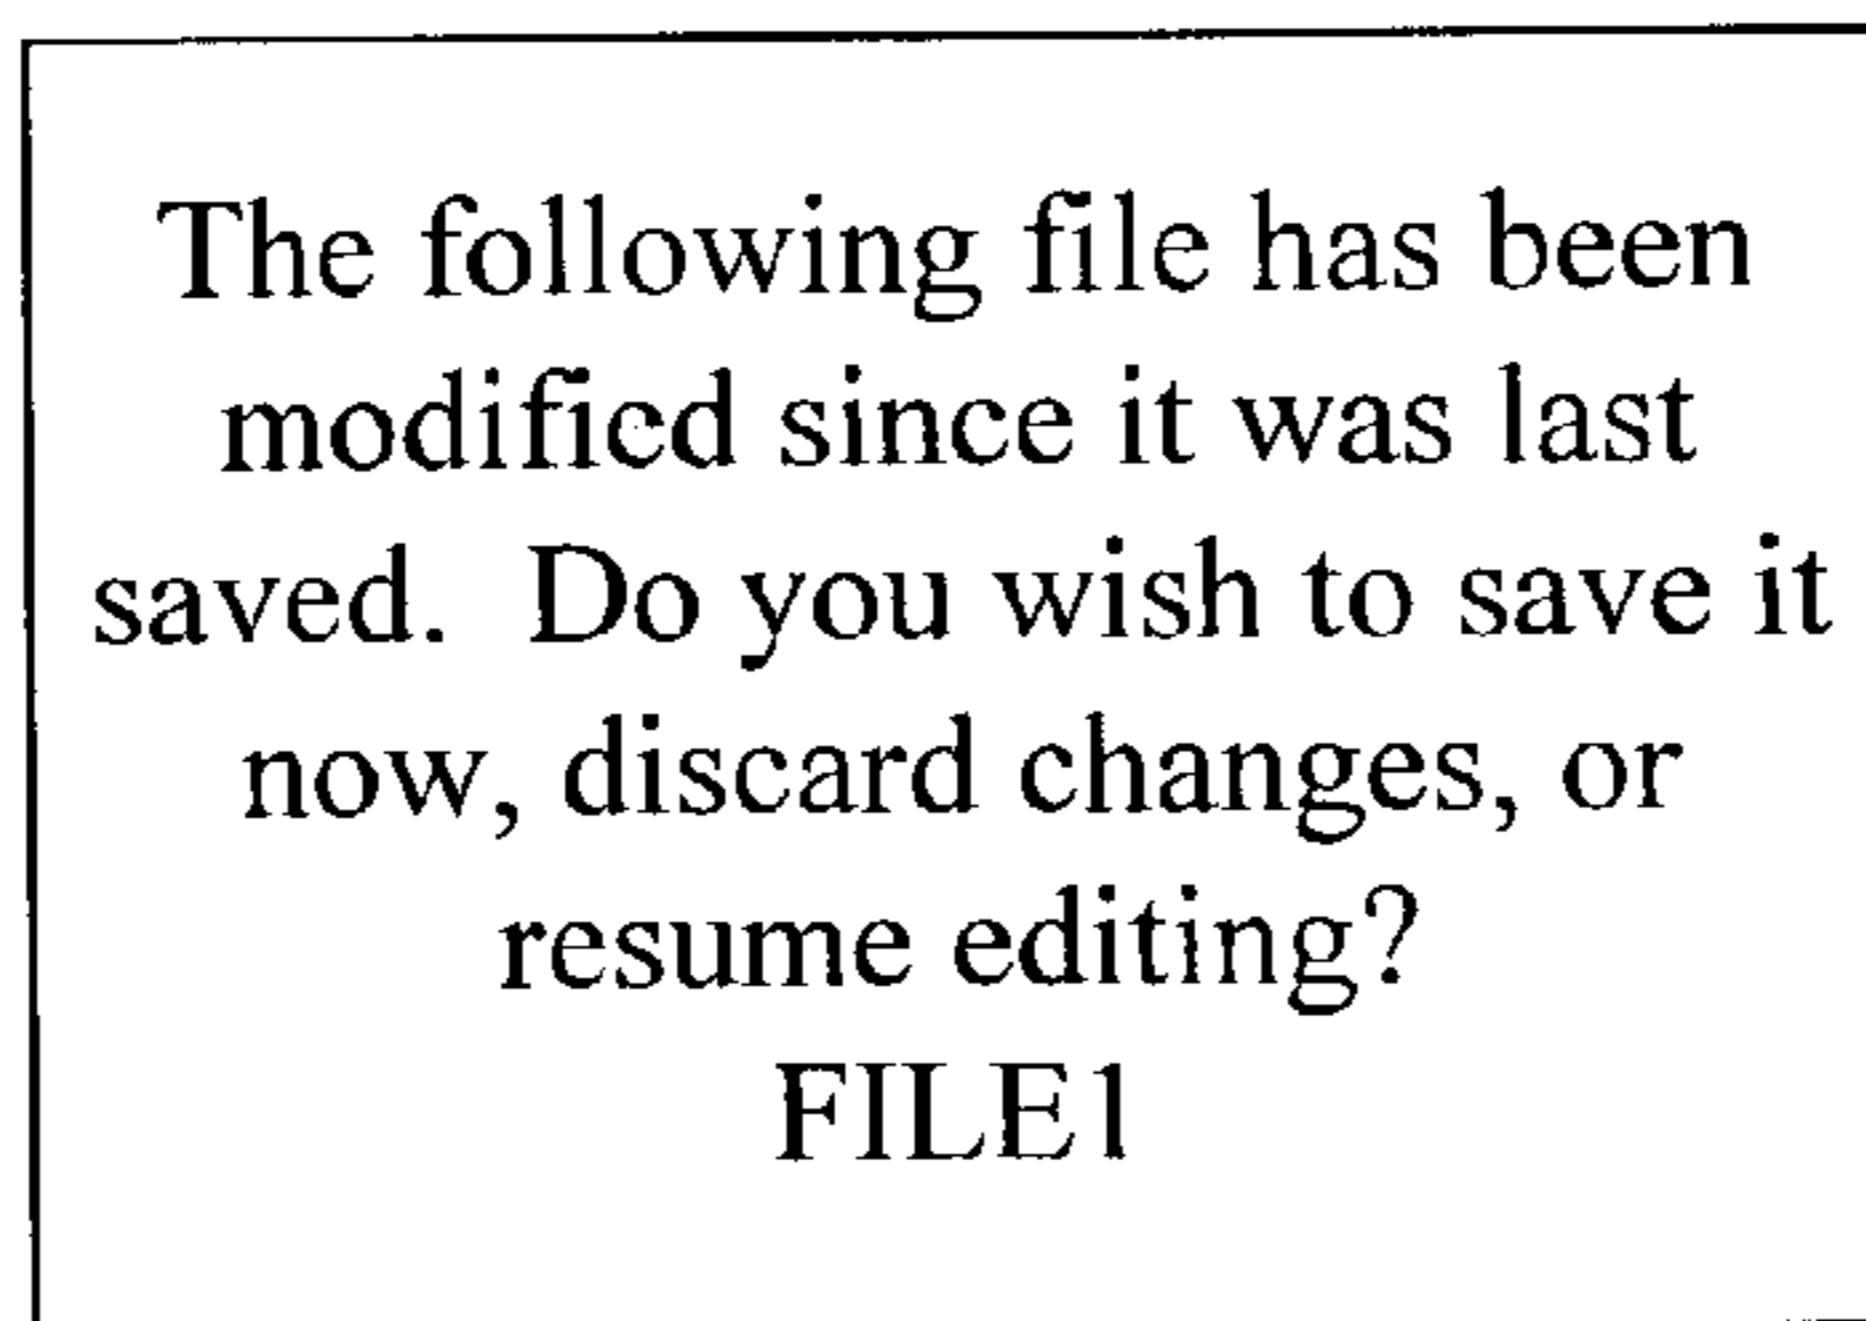 The following file has been
modified since it was last
saved.  Do you wish to save it
now, discard changes, or
resume editing?
FILE1